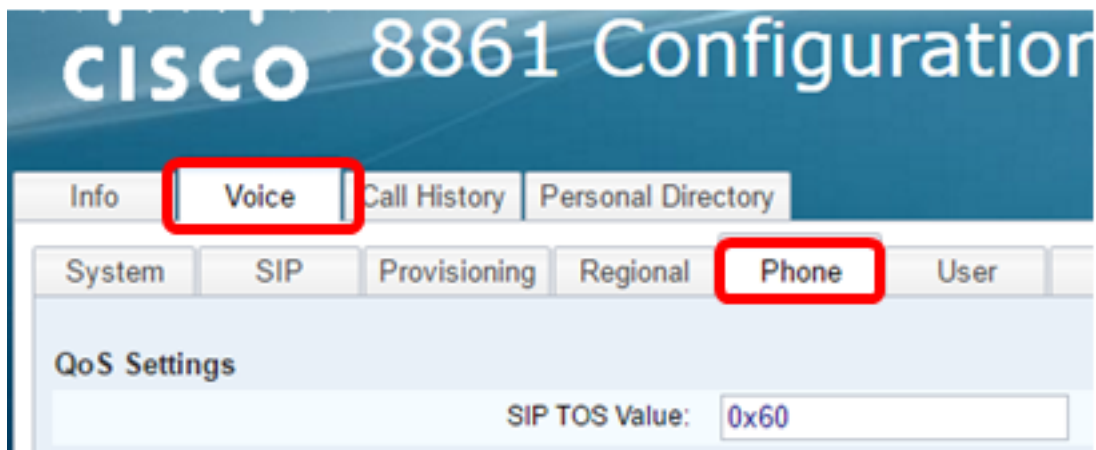 CISCO 8861 Configuration
Info Voice Call History Personal Directory
System SIP Provisioning Regional Phone User
QoS Settings
SIP TOS Value: 0x60